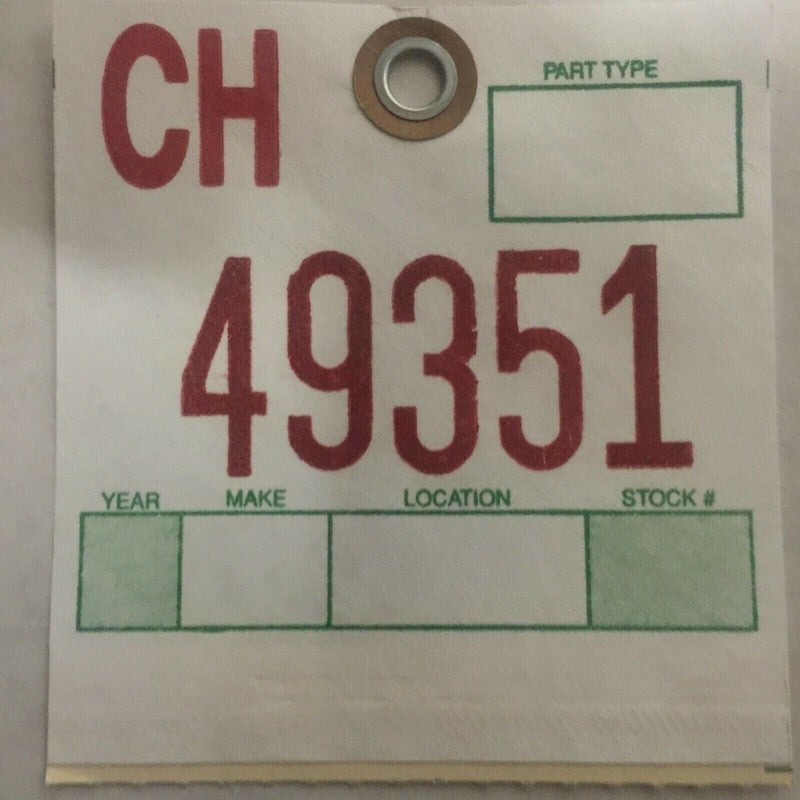 CH
PART TYPE
49351
YEAR MAKE LOCATION STOCK #